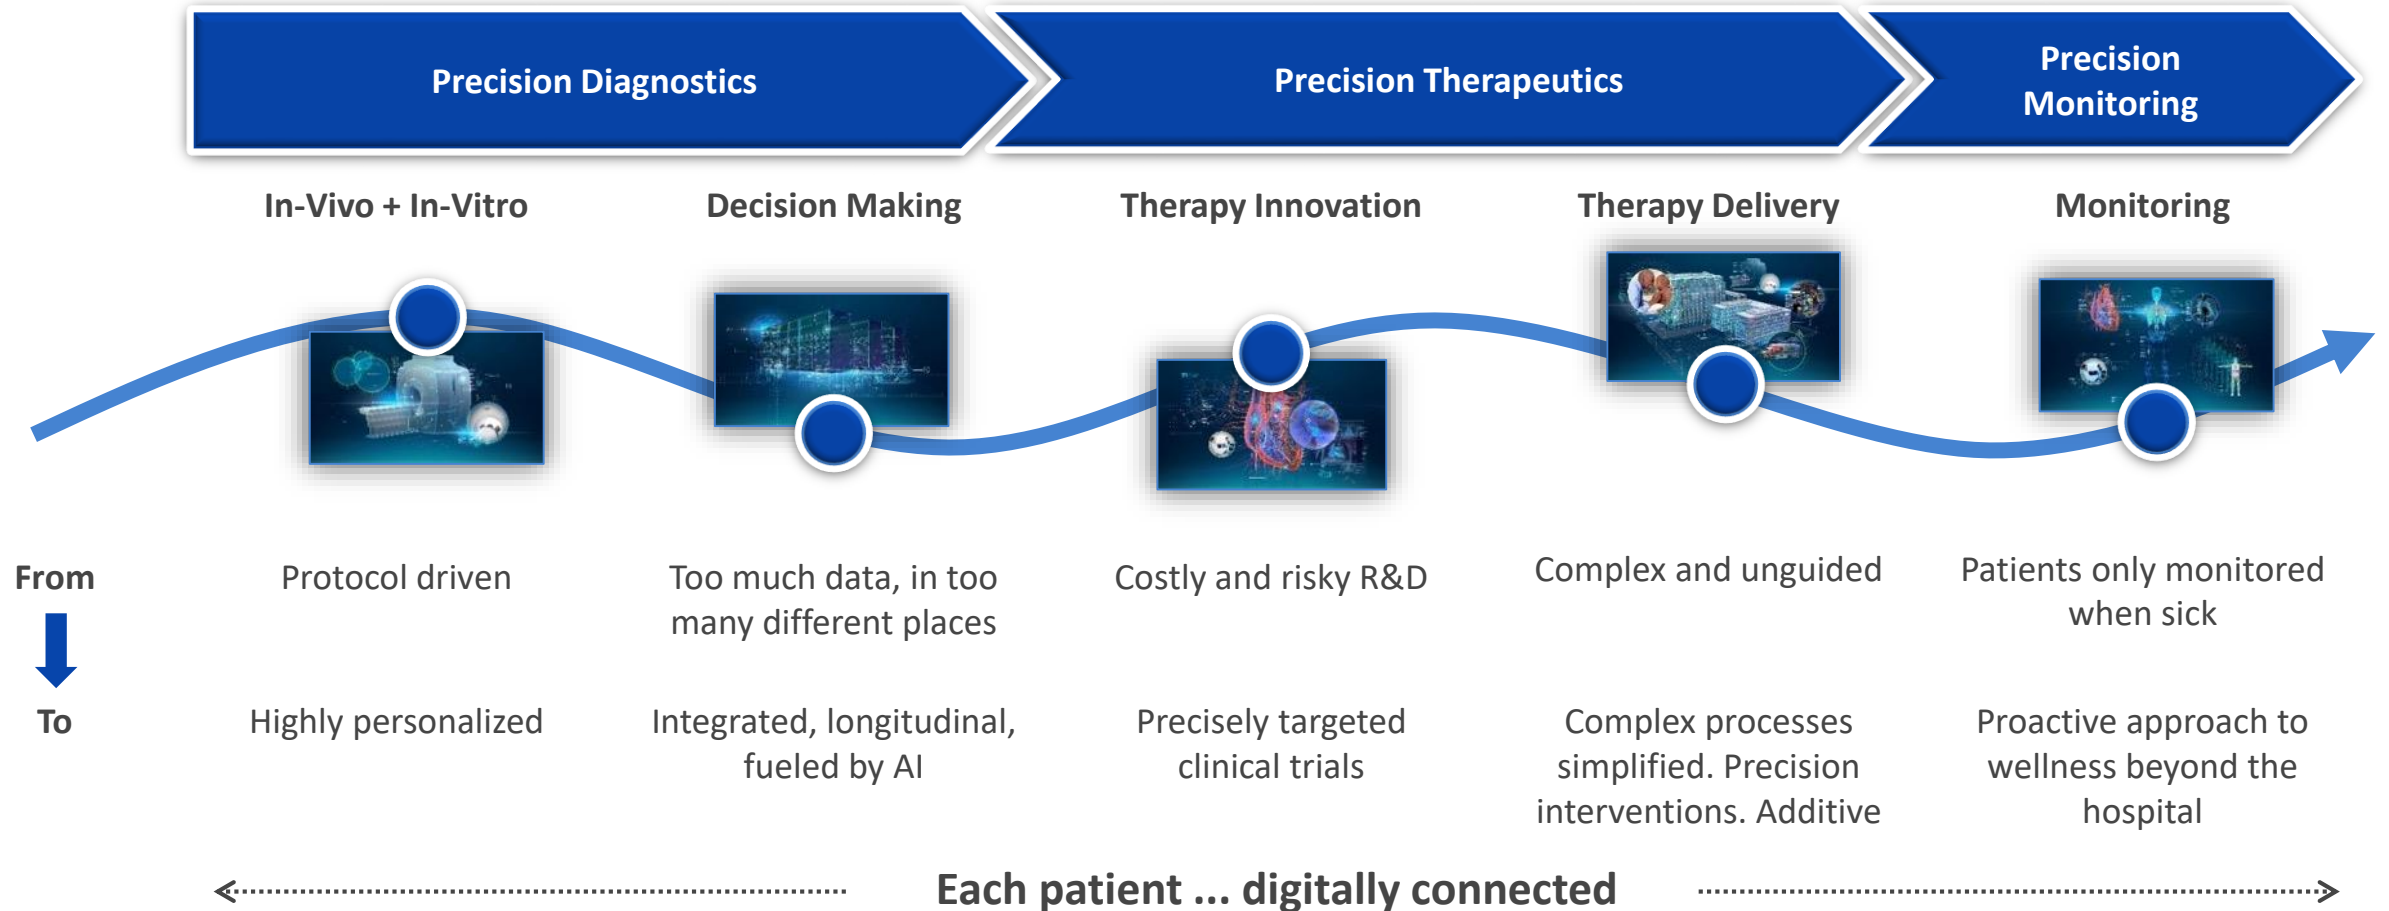 Precision Diagnostics
Precision Therapeutics
Precision
Monitoring
In-Vivo + In-Vitro
Decision Making
Therapy Innovation
Therapy Delivery
Monitoring
From
Protocol driven
Too much data, in too
many different places
Costly and risky R&D
Complex and unguided
Patients only monitored
when sick
To
Highly personalized
Integrated, longitudinal,
fueled by AI
Precisely targeted
clinical trials
Complex processes
simplified. Precision
interventions. Additive
Proactive approach to
wellness beyond the
hospital
Each patient ... digitally connected